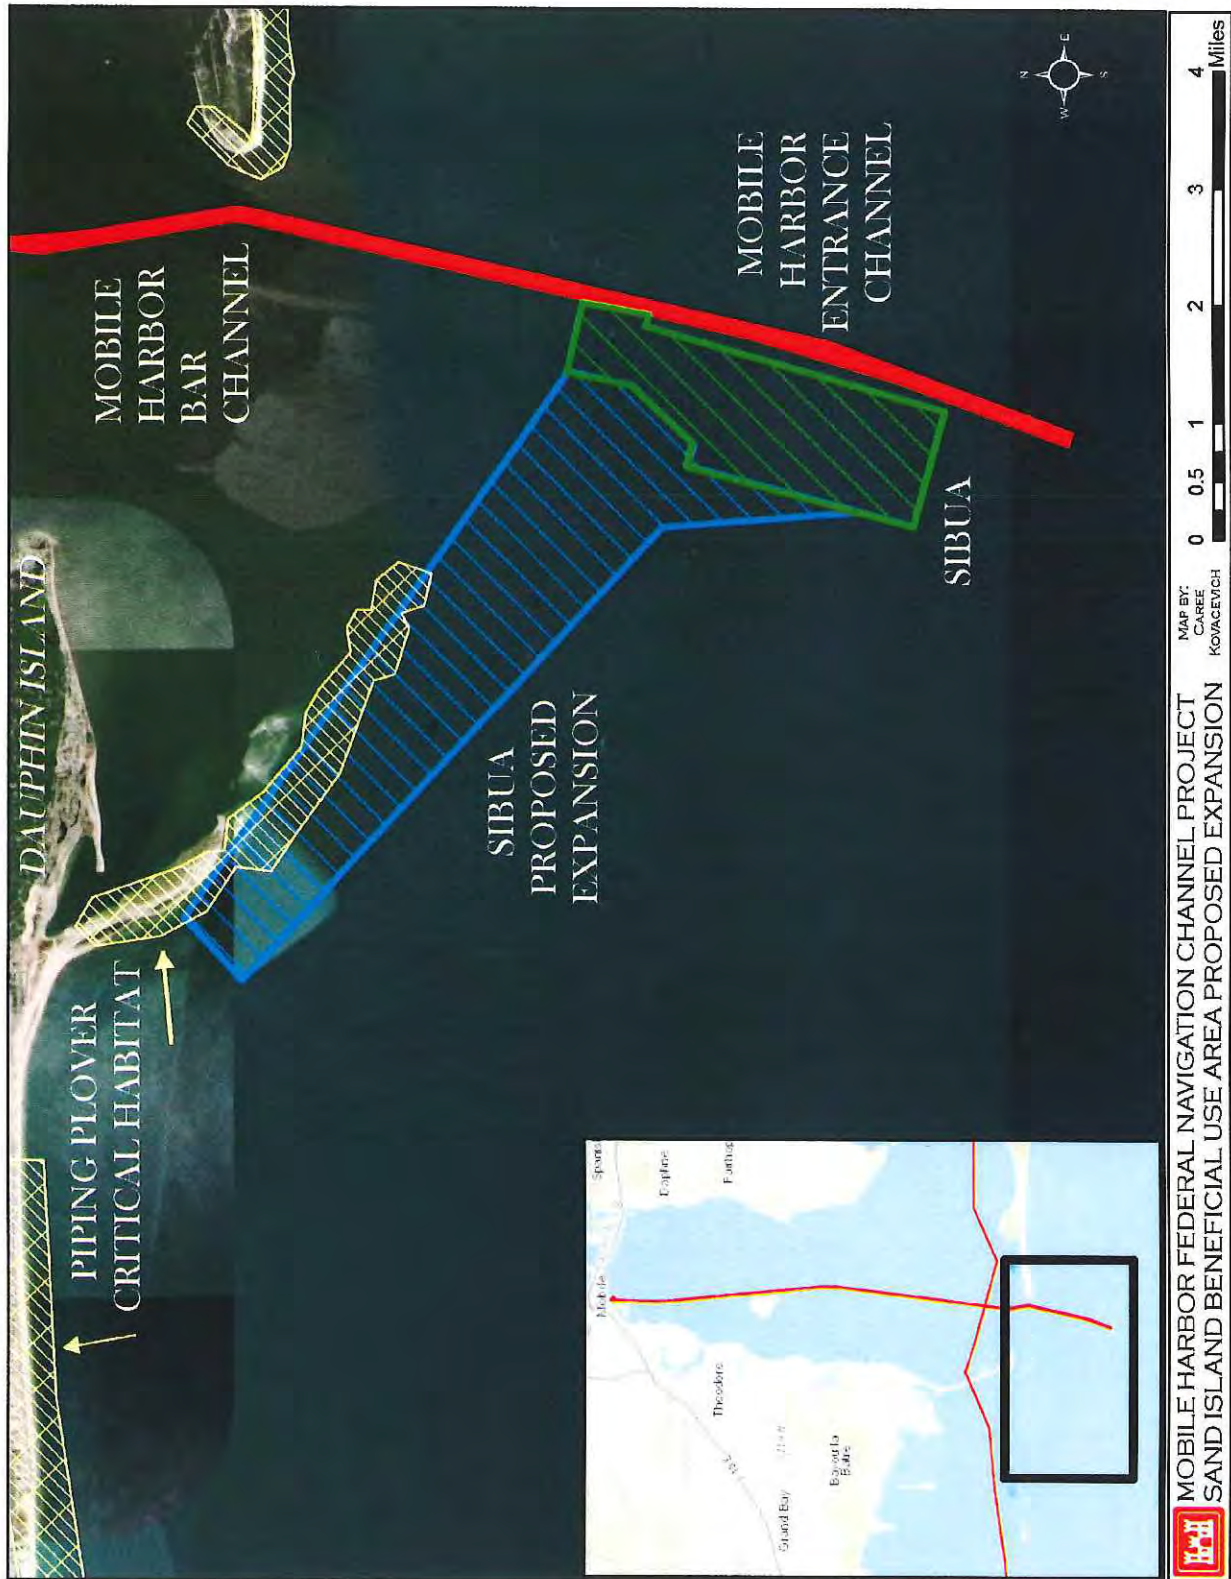 DAUPHIN ISLAND
PIPING PLOVER
CRITICAL HABITAT
MOBILE
HARBOR
BAR
CHANNEL
SIBUA
PROPOSED
EXPANSION
MOBILE
HARBOR
ENTRANCE
CHANNEL
SIBUA
N
W
E
S
Mobile
Spanis
Daphne
Fairhop
Theodore
Grand Bay
Bayou la
Batre
MOBILE HARBOR FEDERAL NAVIGATION CHANNEL PROJECT
SAND ISLAND BENEFICIAL USE AREA PROPOSED EXPANSION
MAP BY:
CAREE
KOVACEVICH
0 0.5 1 2 3 4
Miles